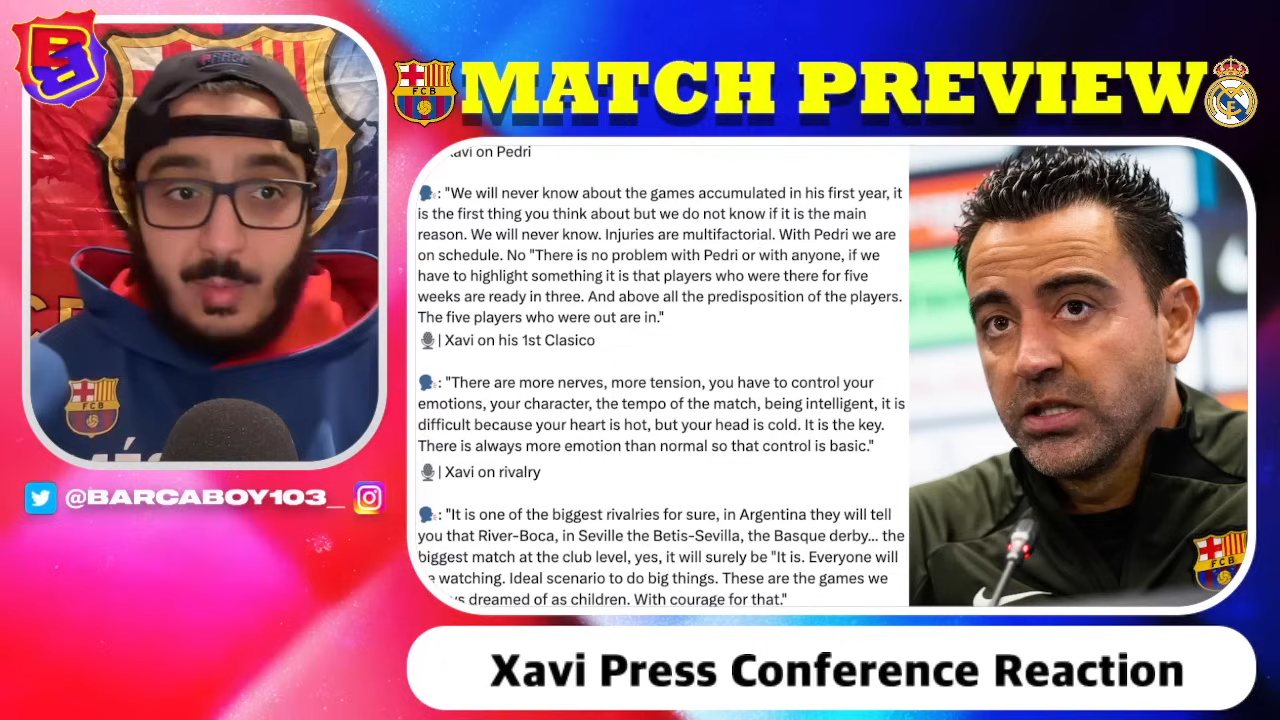 MATCH PREVIEW
Xavi on Pedri
: "We will never know about the games accumulated in his first year, it
is the first thing you think about but we do not know if it is the main
reason. We will never know. Injuries are multifactorial. With Pedri we are
on schedule. No "There is no problem with Pedri or with anyone, if we
have to highlight something it is that players who were there for five
weeks are ready in three. And above all the predisposition of the players.
The five players who were out are in."
| Xavi on his 1st Clasico
: "There are more nerves, more tension, you have to control your
emotions, your character, the tempo of the match, being intelligent, it is
difficult because your heart is hot, but your head is cold. It is the key.
There is always more emotion than normal so that control is basic."
| Xavi on rivalry
: "It is one of the biggest rivalries for sure, in Argentina they will tell
you that River-Boca, in Seville the Betis-Sevilla, the Basque derby... the
biggest match at the club level, yes, it will surely be "It is. Everyone will
watching. Ideal scenario to do big things. These are the games we
dreamed of as children. With courage for that."
FCB
FCB
@BARCABOY103_
Xavi Press Conference Reaction